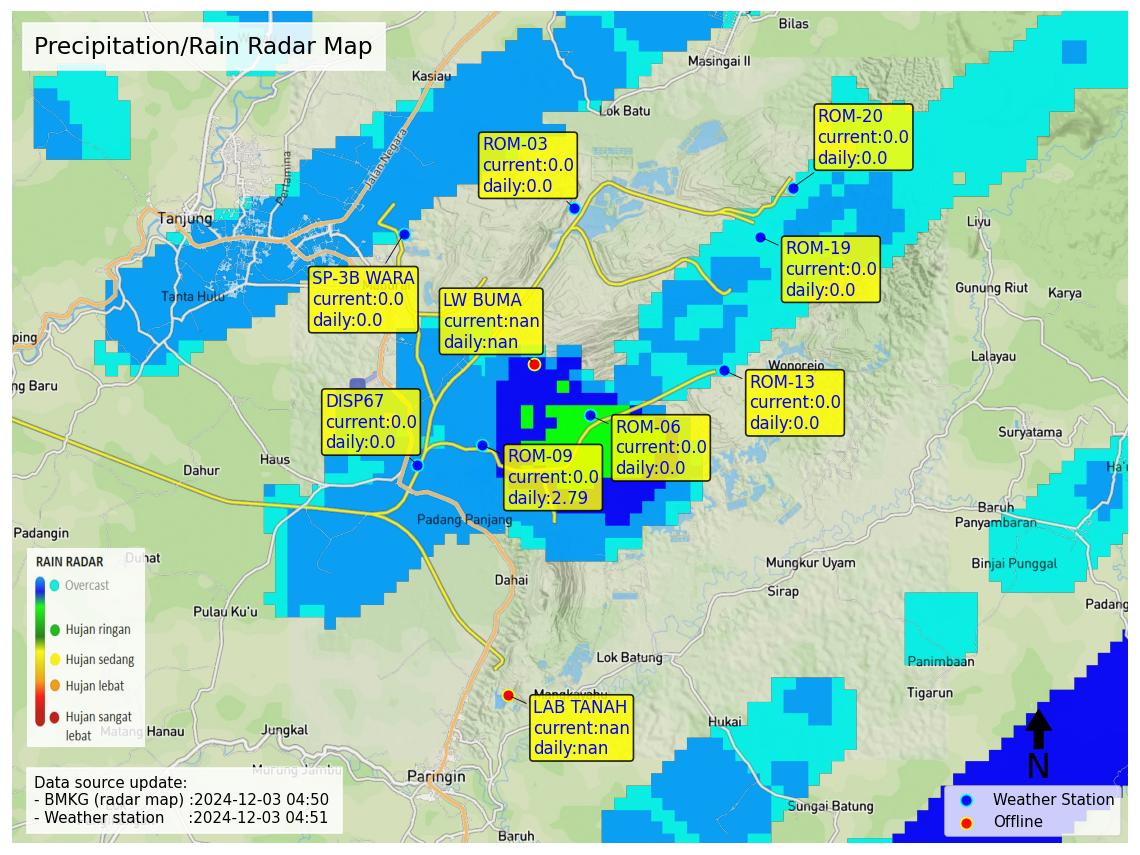 Precipitation/Rain Radar Map
Bilas
Masingai II
Kasiau
Lok Batu
Jalan Negara
Pertamina
ROM-20
current:0.0
daily:0.0
ROM-03
current:0.0
daily:0.0
Tanjung
Liyu
ROM-19
current:0.0
daily:0.0
SP-3B WARA
current:0.0
daily:0.0
Tanta Hulu
LW BUMA
current:nan
daily:nan
Gunung Riut
Karya
ping
Lalayau
Wonorejo
ng Baru
ROM-13
current:0.0
daily:0.0
DISP67
current:0.0
daily:0.0
ROM-06
current:0.0
daily:0.0
Suryatama
ROM-09
current:0.0
daily:2.79
Haus
Dahur
Baruh
Panyambaran
Padang Panjang
Padangin
Duhat
Binjai Punggal
Mungkur Uyam
Dahai
Sirap
Padang
Pulau Ku'u
RAIN RADAR
Overcast
Hujan ringan
Hujan sedang
Hujan lebat
Hujan sangat
lebat
Lok Batung
Panimbaan
Tigarun
LAB TANAH
current:nan
daily:nan
Hukai
Hanau
Jungkal
Murung Jambu
Paringin
N
Sungai Batung
Baruh
Data source update:
- BMKG (radar map) :2024-12-03 04:50
- Weather station :2024-12-03 04:51
Weather Station
Offline